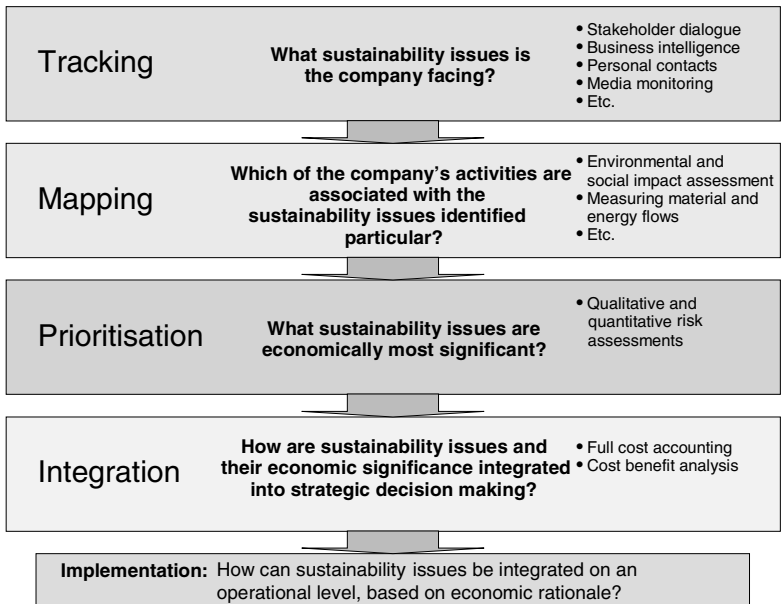 Tracking
What sustainability issues is
the company facing?
• Stakeholder dialogue
• Business intelligence
• Personal contacts
• Media monitoring
• Etc.
Mapping
Which of the company's activities are
associated with the
sustainability issues identified
particular?
• Environmental and
social impact assessment
• Measuring material and
energy flows
• Etc.
Prioritisation
What sustainability issues are
economically most significant?
• Qualitative and
quantitative risk
assessments
Integration
How are sustainability issues and
their economic significance integrated
into strategic decision making?
• Full cost accounting
• Cost benefit analysis
Implementation: How can sustainability issues be integrated on an
operational level, based on economic rationale?